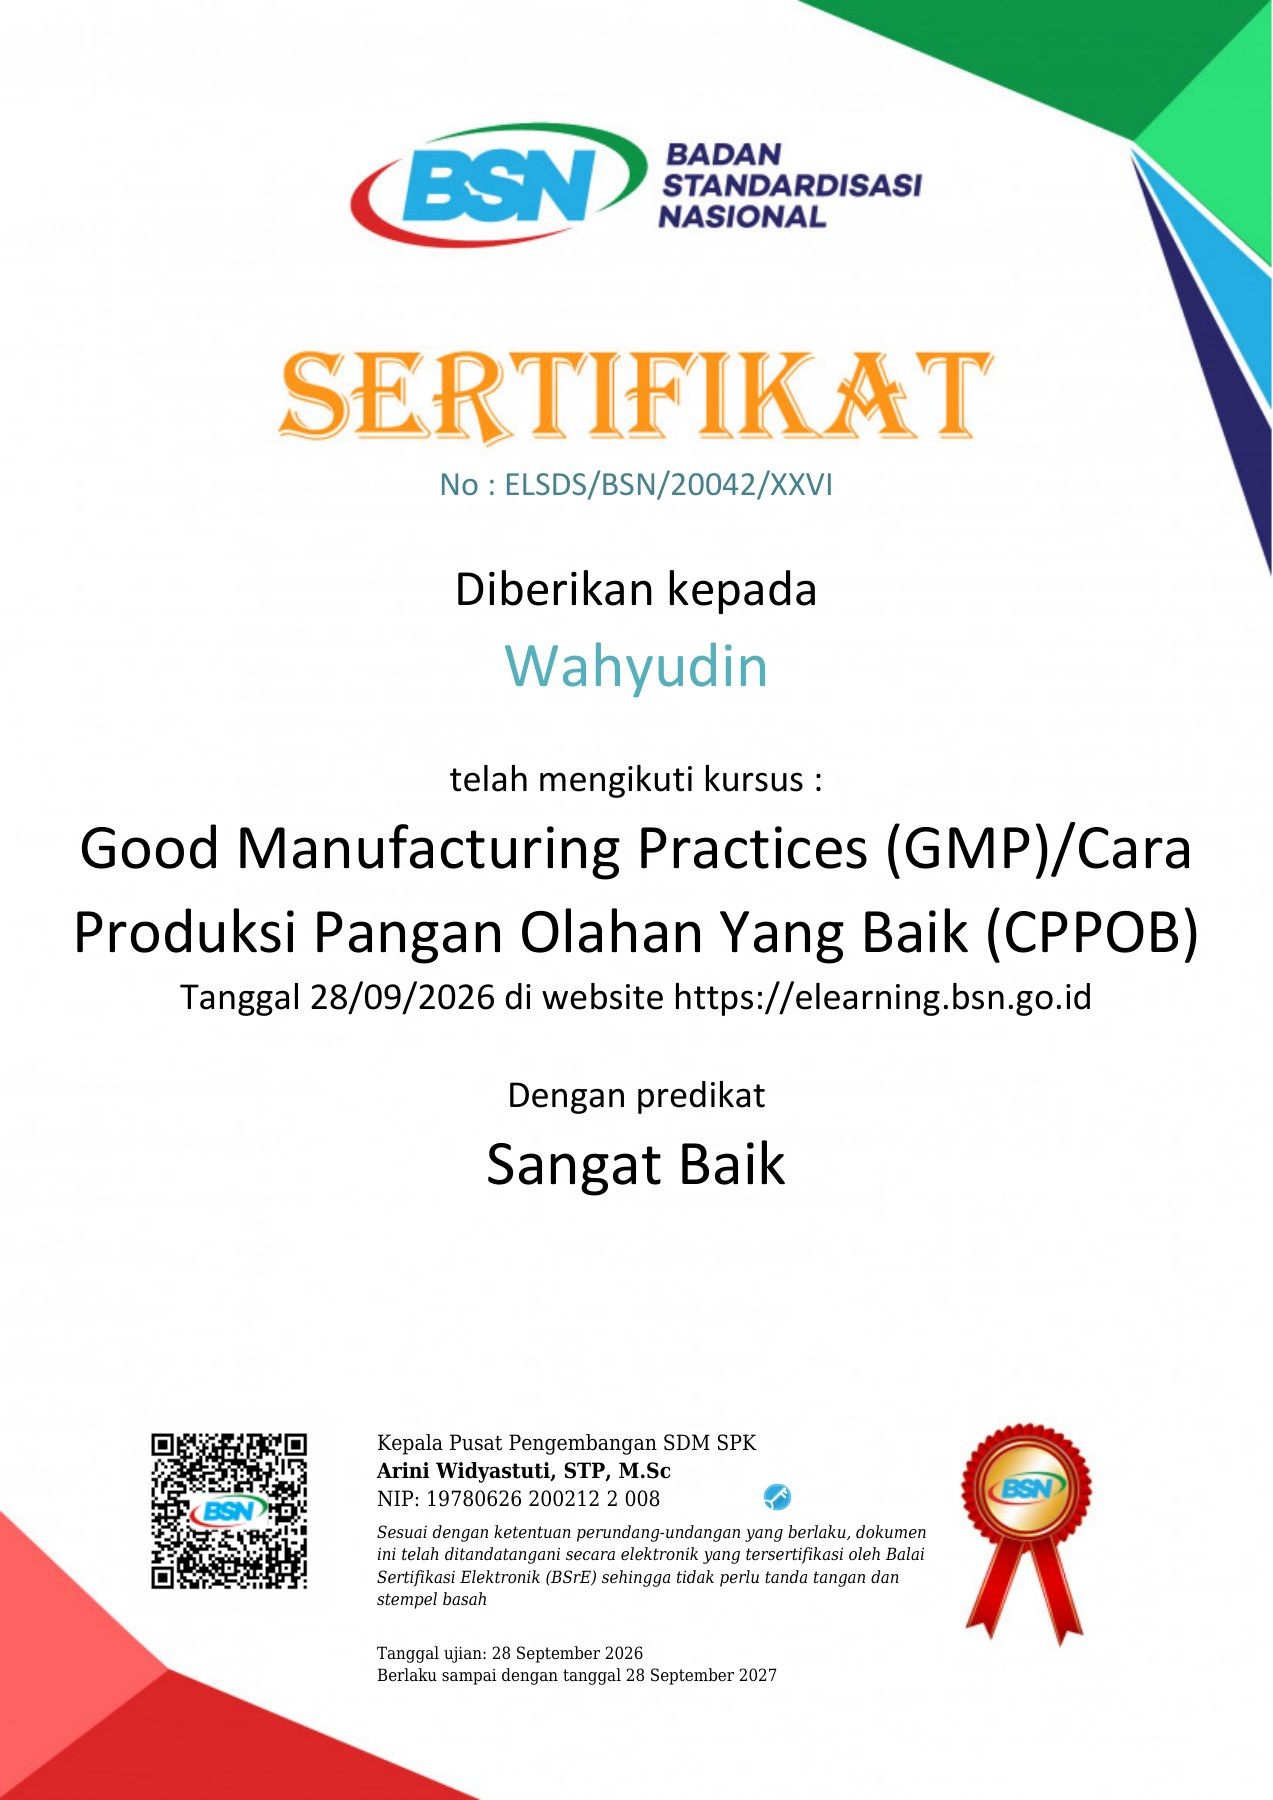 BSN BADAN
STANDARDISASI
NASIONAL
SERTIFIKAT
No : ELSDS/BSN/20042/XXVI
Diberikan kepada
Wahyudin
telah mengikuti kursus :
Good Manufacturing Practices (GMP)/Cara
Produksi Pangan Olahan Yang Baik (CPPOB)
Tanggal 28/09/2026 di website https://elearning.bsn.go.id
Dengan predikat
Sangat Baik
BSN
Kepala Pusat Pengembangan SDM SPK
Arini Widyastuti, STP, M.Sc
NIP: 19780626 200212 2 008
Sesuai dengan ketentuan perundang-undangan yang berlaku, dokumen
ini telah ditandatangani secara elektronik yang tersertifikasi oleh Balai
Sertifikasi Elektronik (BSrE) sehingga tidak perlu tanda tangan dan
stempel basah
Tanggal ujian: 28 September 2026
Berlaku sampai dengan tanggal 28 September 2027
BSN